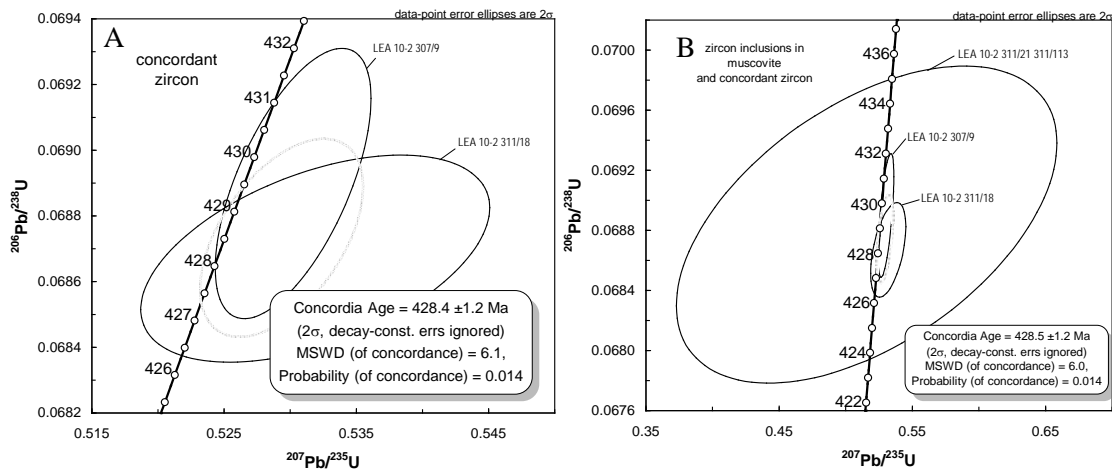 data-point error ellipses are 2σ
A
concordant
zircon
LEA 10-2 307/9
LEA 10-2 311/18
0.0694
0.0692
0.0690
0.0688
0.0686
0.0684
0.0682
432
431
430
429
428
427
426
Concordia Age = 428.4 ±1.2 Ma
(2σ, decay-const. errs ignored)
MSWD (of concordance) = 6.1,
Probability (of concordance) = 0.014
0.515
0.525
0.535
0.545
206Pb/238U
207Pb/235U
data-point error ellipses are 2σ
B
zircon inclusions in
muscovite
and concordant zircon
LEA 10-2 311/21 311/113
LEA 10-2 307/9
LEA 10-2 311/18
0.0700
0.0696
0.0692
0.0688
0.0684
0.0680
0.0676
436
434
432
430
428
426
424
422
Concordia Age = 428.5 ±1.2 Ma
(2σ, decay-const. errs ignored)
MSWD (of concordance) = 6.0,
Probability (of concordance) = 0.014
0.35
0.45
0.55
0.65
206Pb/238U
207Pb/235U